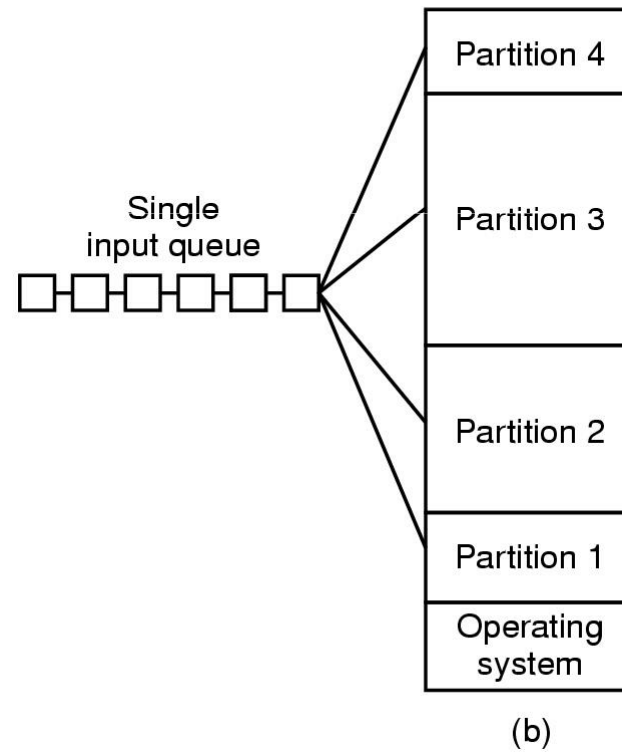 Single
input queue
Partition 4
Partition 3
Partition 2
Partition 1
Operating
system
(b)